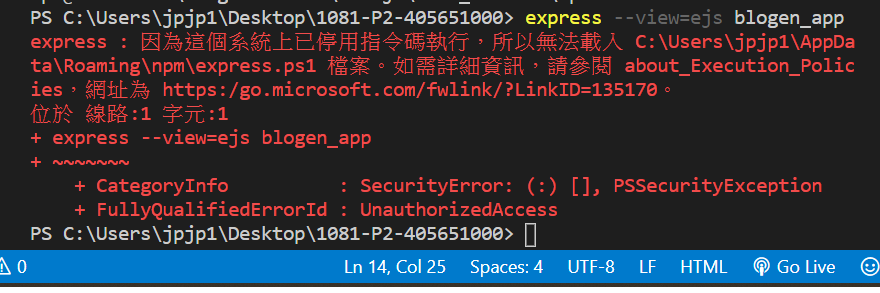 PS C:\Users\jpjp1\Desktop\1081-P2-405651000> express --view=ejs blogen_app
express : 因為這個系統上已停用指令碼執行，所以無法載入 C:\Users\jpjp1\AppDa
ta\Roaming\npm\express.ps1 檔案。如需詳細資訊，請參閱 about_Execution_Polic
ies，網址為 https:/go.microsoft.com/fwlink/?LinkID=135170。
位於 線路:1 字元:1
+ express --view=ejs blogen_app
+ ~~~~~~~
+ CategoryInfo          : SecurityError: (:) [], PSSecurityException
+ FullyQualifiedErrorId : UnauthorizedAccess
PS C:\Users\jpjp1\Desktop\1081-P2-405651000>
0 Ln 14, Col 25 Spaces: 4 UTF-8 LF HTML Go Live